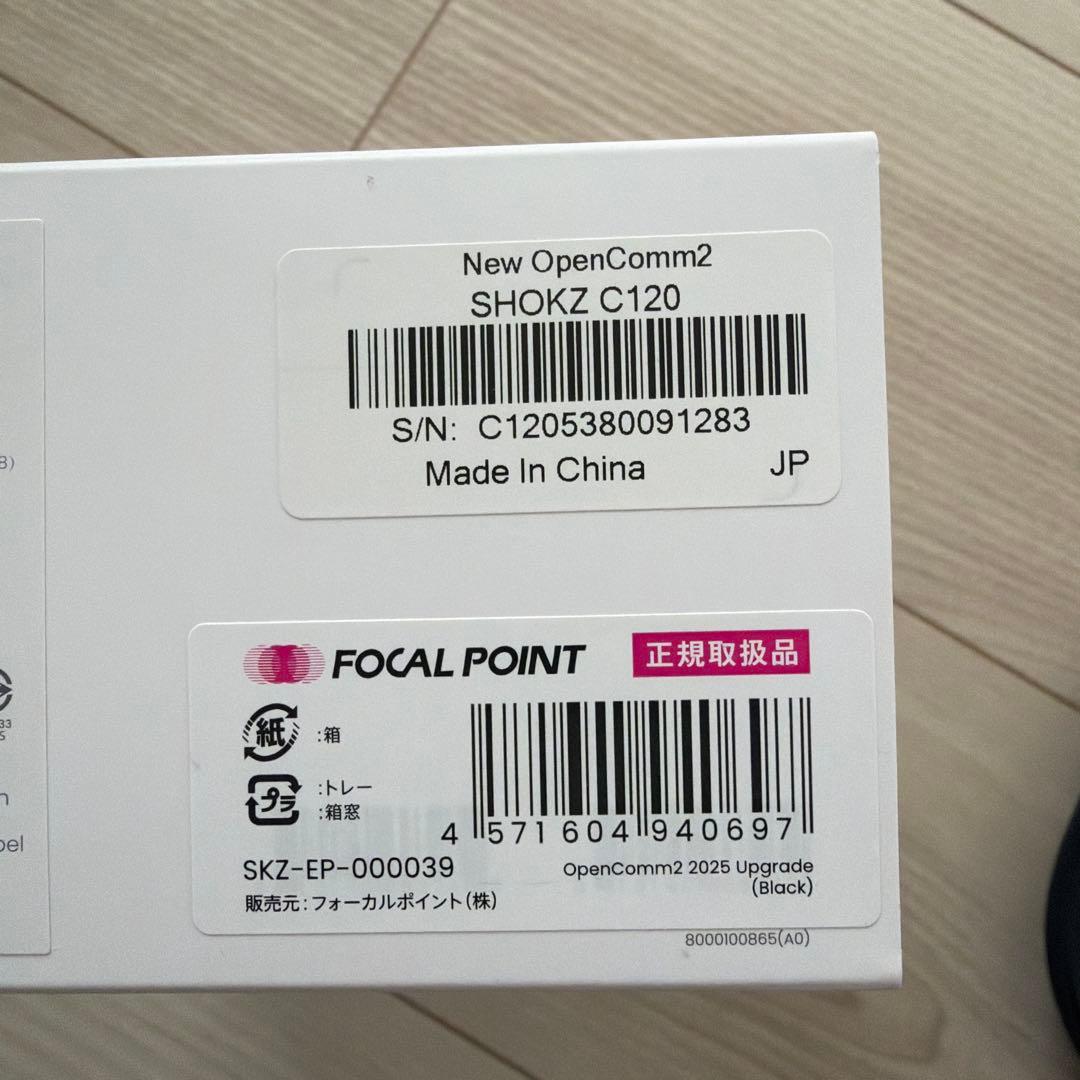 New OpenComm2
SHOKZ C120
S/N: C1205380091283
Made In China
JP
FOCAL POINT
正規取扱品
紙
:箱
プラ
:トレー
:箱窓
4 571604 940697
SKZ-EP-000039
OpenComm2 2025 Upgrade
(Black)
販売元:フォーカルポイント(株)
8000100865(A0)
B)
33
S
n
bel